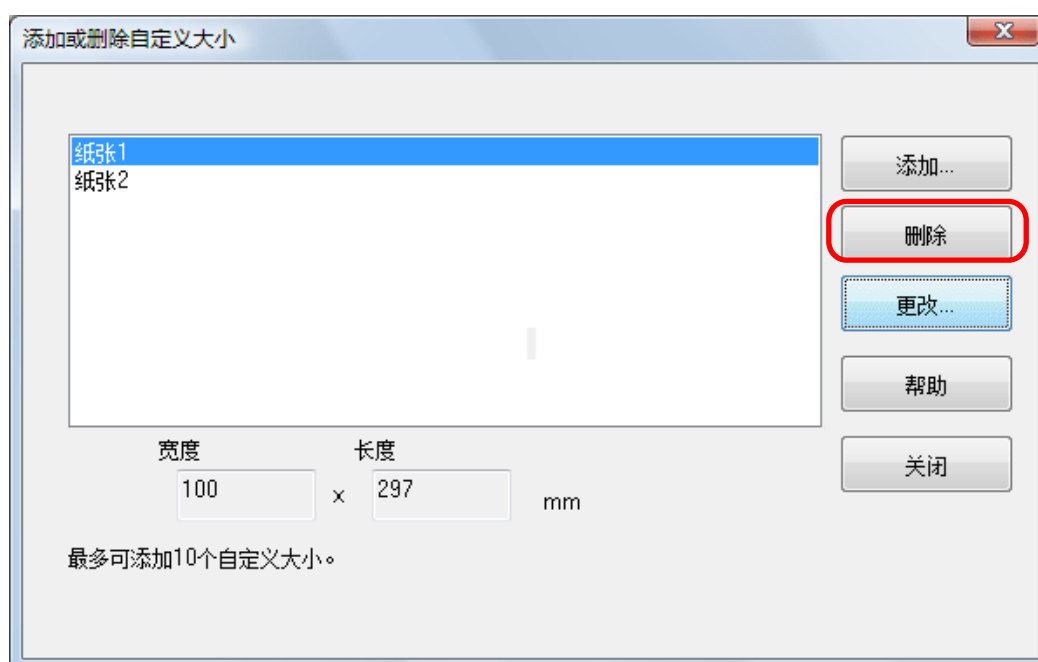 添加或删除自定义大小
纸张1
纸张2
添加...
删除
更改...
帮助
关闭
宽度 长度
100 x 297 mm
最多可添加10个自定义大小。